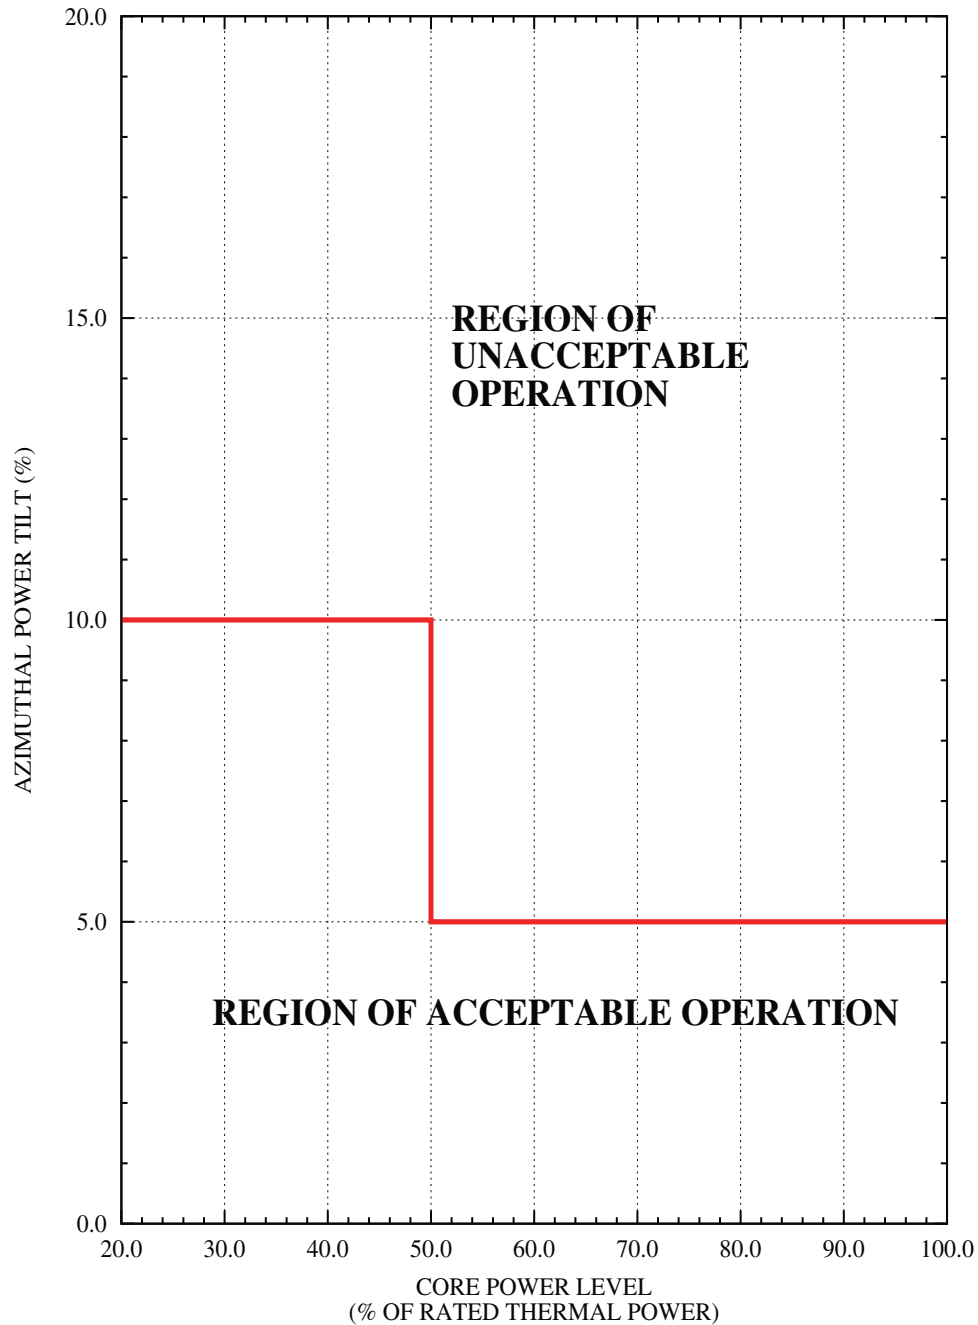 20.0
15.0
REGION OF
UNACCEPTABLE
OPERATION
AZIMUTHAL POWER TILT (%)
10.0
5.0
REGION OF ACCEPTABLE OPERATION
0.0
20.0 30.0 40.0 50.0 60.0 70.0 80.0 90.0 100.0
CORE POWER LEVEL
(% OF RATED THERMAL POWER)